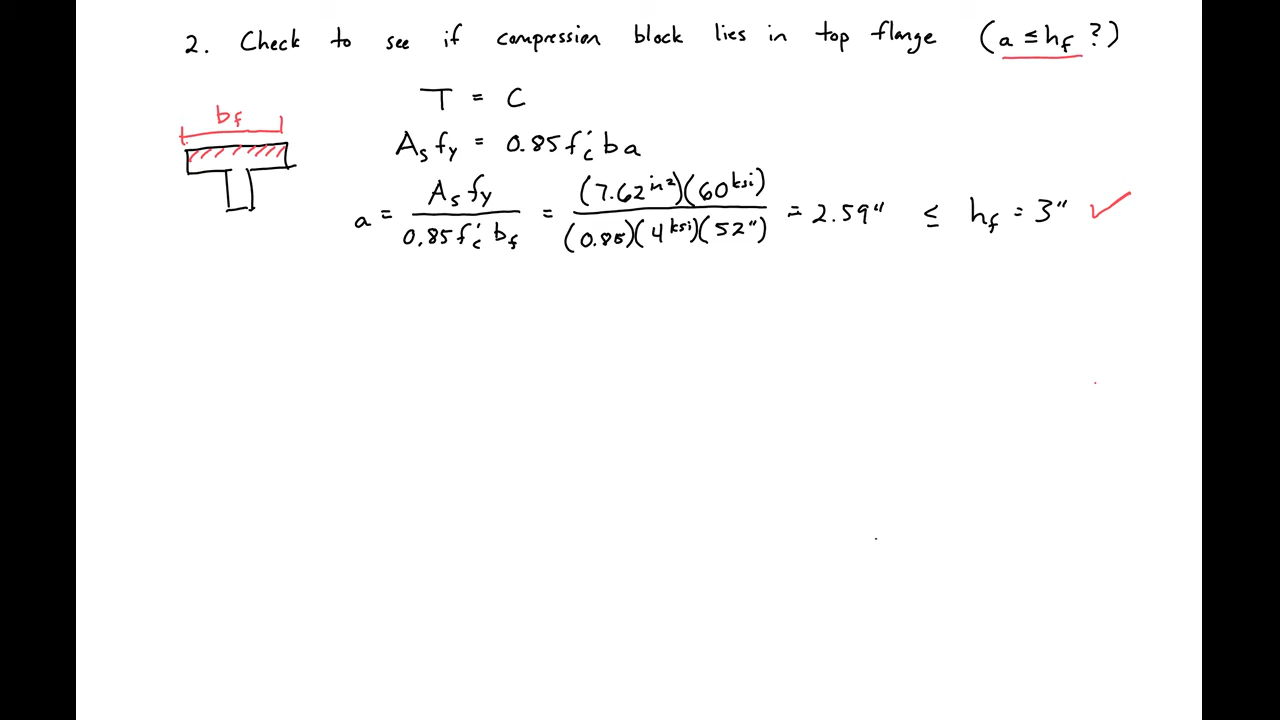 2. Check to see if compression block lies in top flange (a ≤ hf ?)
T = C
bf
As fy = 0.85 f'c b a
a = As fy / 0.85 f'c bf = (7.62 in²)(60 ksi) / (0.85)(4 ksi)(52") = 2.59" ≤ hf = 3" ✓